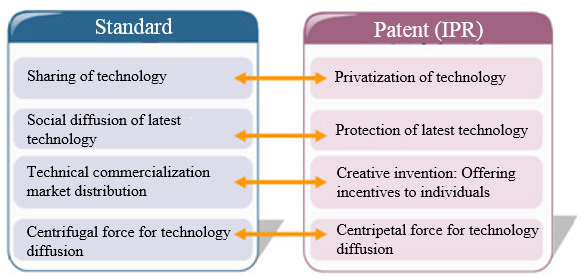 Standard
Sharing of technology
Social diffusion of latest
technology
Technical commercialization
market distribution
Centrifugal force for technology
diffusion
Patent (IPR)
Privatization of technology
Protection of latest technology
Creative invention: Offering
incentives to individuals
Centripetal force for technology
diffusion